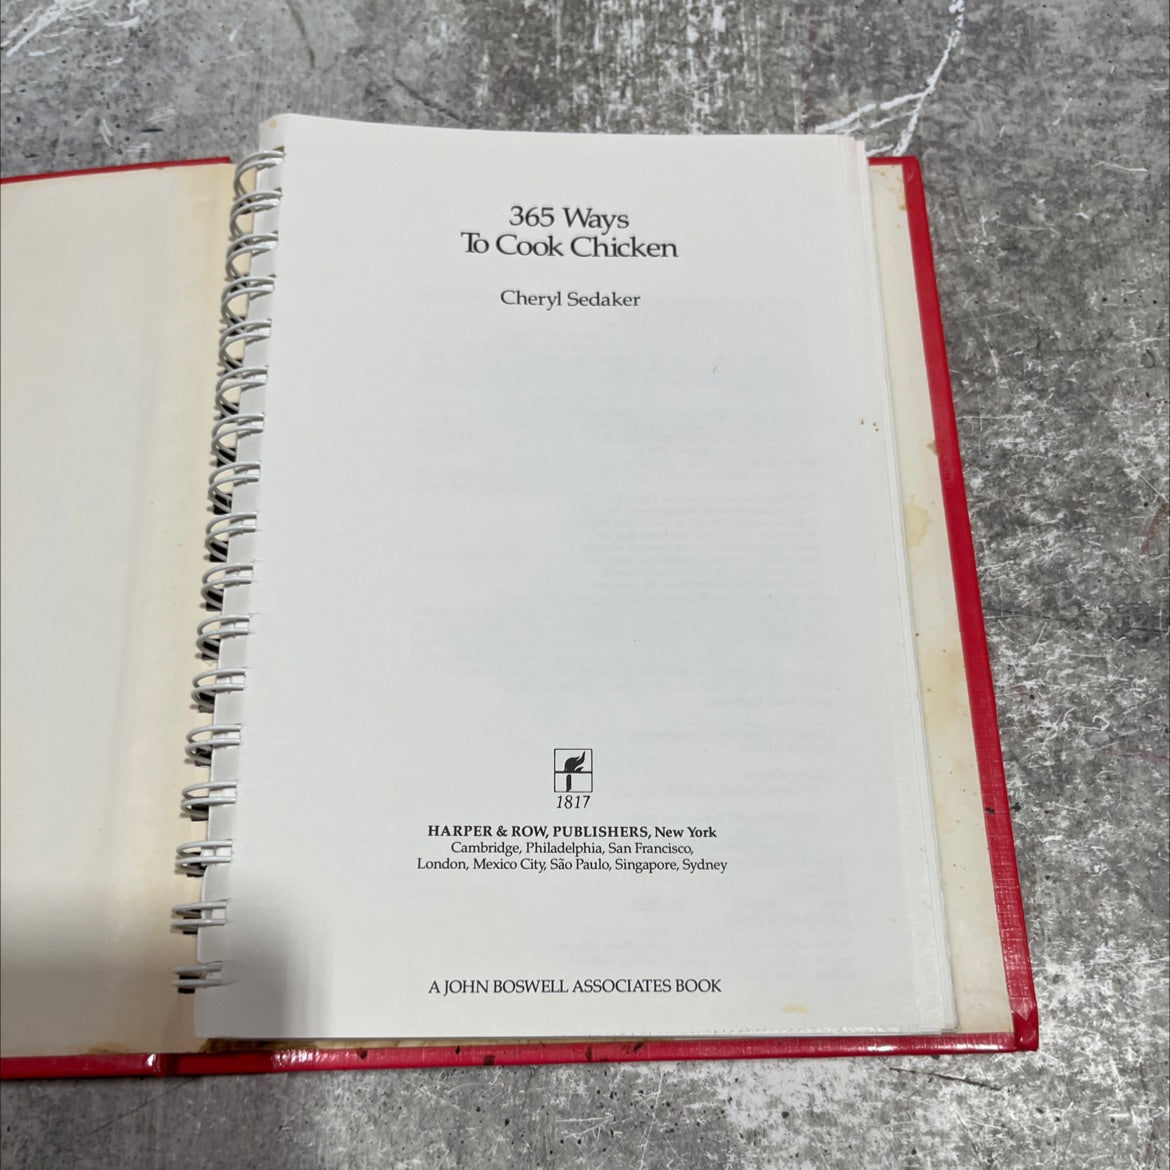 365 Ways
To Cook Chicken
Cheryl Sedaker
1817
HARPER & ROW, PUBLISHERS, New York
Cambridge, Philadelphia, San Francisco,
London, Mexico City, São Paulo, Singapore, Sydney
A JOHN BOSWELL ASSOCIATES BOOK